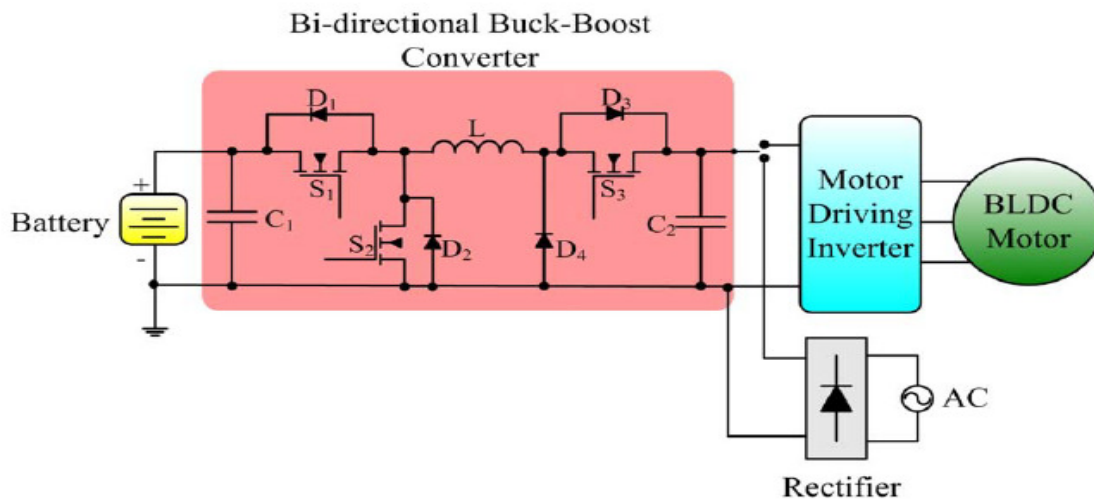 Bi-directional Buck-Boost
Converter
D1
D3
L
S1
S3
+
Battery
-
C1
S2
D2
D4
C2
Motor
Driving
Inverter
BLDC
Motor
AC
Rectifier